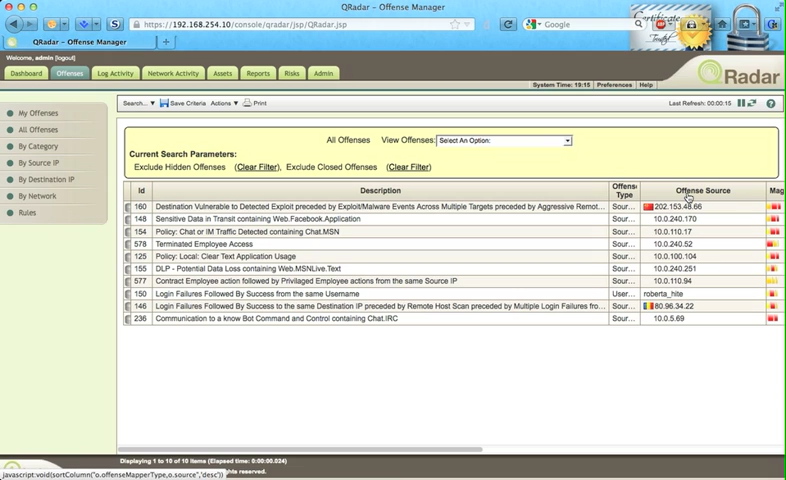 QRadar - Offense Manager
https://192.168.254.10/console/qradar/jsp/QRadar.jsp
Google
QRadar - Offense Manager
+
Welcome, admin [logout]
Dashboard Offenses Log Activity Network Activity Assets Reports Risks Admin
System Time: 19:15 Preferences Help
QRadar
Search... Save Criteria Actions Print
Last Refresh: 00:00:15
My Offenses
All Offenses
By Category
By Source IP
By Destination IP
By Network
Rules
All Offenses View Offenses: Select An Option:
Current Search Parameters:
Exclude Hidden Offenses (Clear Filter), Exclude Closed Offenses (Clear Filter)
Id Description Offense Type Offense Source Mag
160 Destination Vulnerable to Detected Exploit preceded by Exploit/Malware Events Across Multiple Targets preceded by Aggressive Remot... Sour... 202.153.48.66
148 Sensitive Data in Transit containing Web.Facebook.Application Sour... 10.0.240.170
154 Policy: Chat or IM Traffic Detected containing Chat.MSN Sour... 10.0.110.17
578 Terminated Employee Access Sour... 10.0.240.52
125 Policy: Local: Clear Text Application Usage Sour... 10.0.100.104
155 DLP - Potential Data Loss containing Web.MSNLive.Text Sour... 10.0.240.251
577 Contract Employee action followed by Privilaged Employee actions from the same Source IP Sour... 10.0.110.94
150 Login Failures Followed By Success from the same Username User... roberta_hite
146 Login Failures Followed By Success to the same Destination IP preceded by Remote Host Scan preceded by Multiple Login Failures fro... Sour... 80.96.34.22
236 Communication to a know Bot Command and Control containing Chat.IRC Sour... 10.0.5.69
Displaying 1 to 10 of 10 items (Elapsed time: 0:00:00.024)
javascript:void(sortColumn("o.offenseMapperType,o.source",'desc'))
ghts reserved.